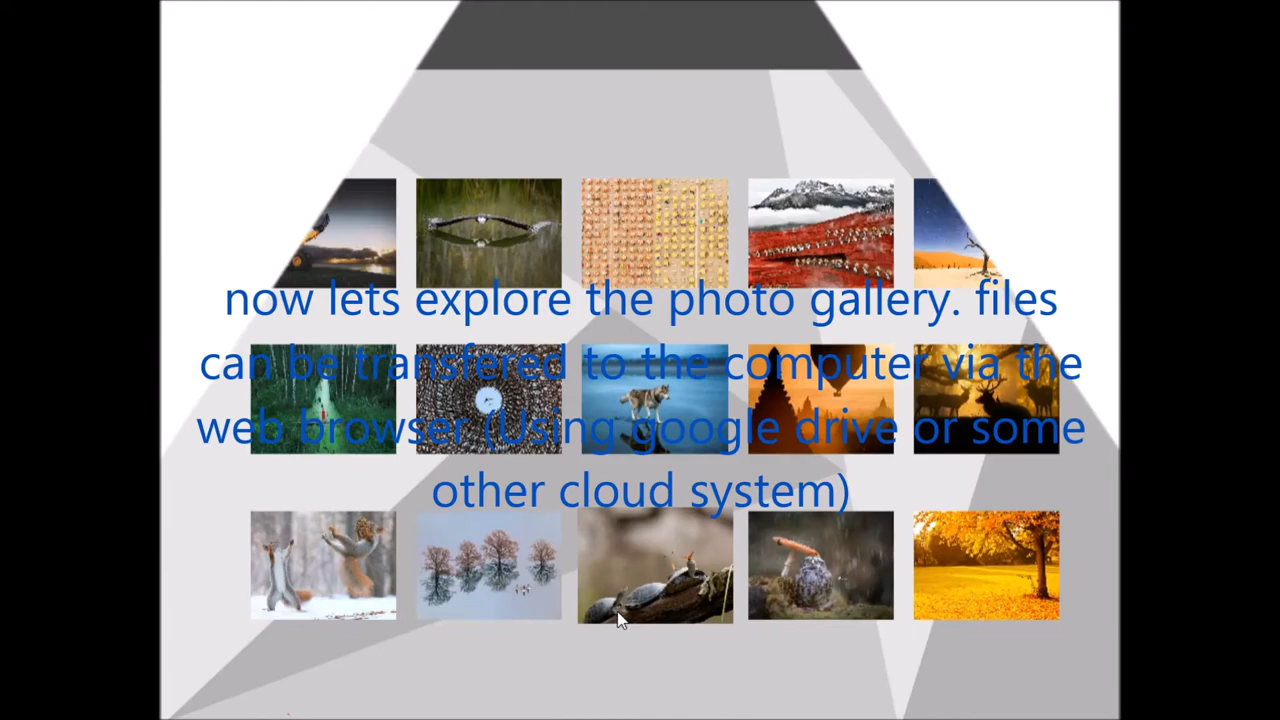 now lets explore the photo gallery. files
can be transfered to the computer via the
web browser (Using google drive or some
other cloud system)